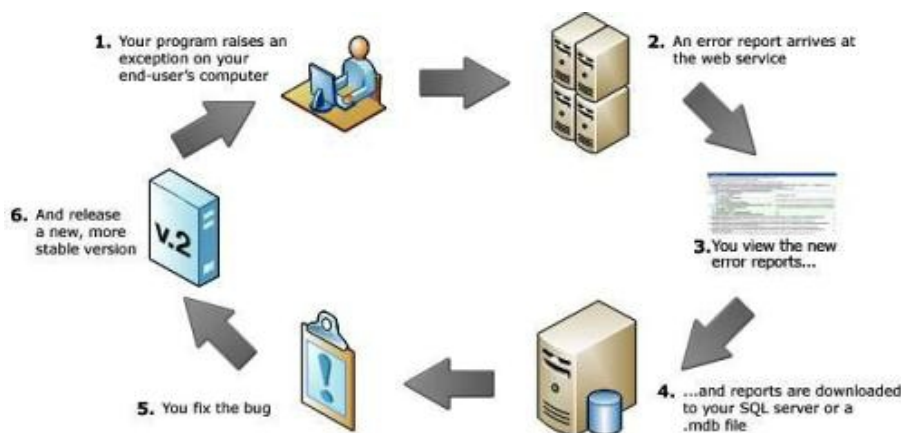 1. Your program raises an
exception on your
end-user's computer
2. An error report arrives at
the web service
3. You view the new
error reports...
4. ...and reports are downloaded
to your SQL server or a
.mdb file
5. You fix the bug
6. And release
a new, more
stable version
v.2